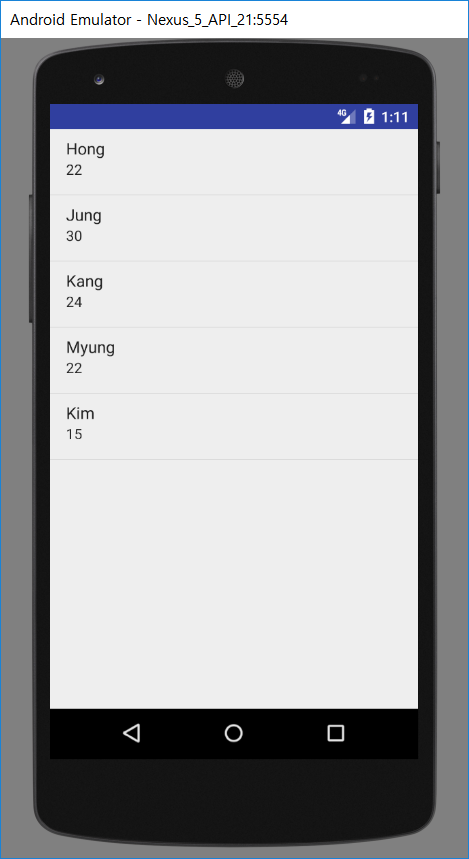 Android Emulator - Nexus_5_API_21:5554
4G 1:11
Hong
22
Jung
30
Kang
24
Myung
22
Kim
15